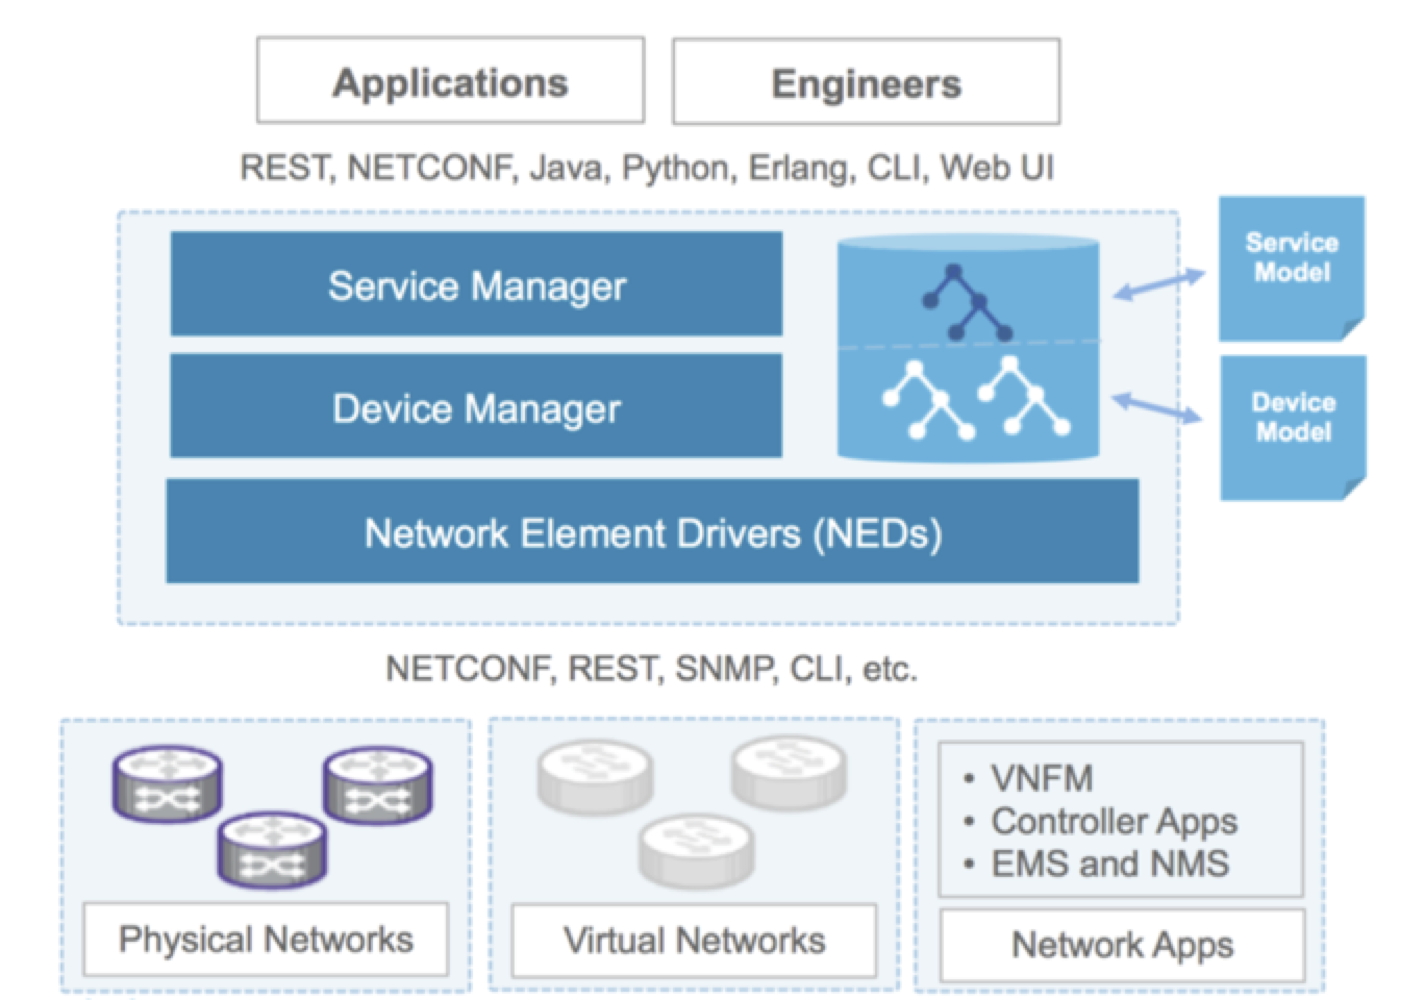 Applications
Engineers
REST, NETCONF, Java, Python, Erlang, CLI, Web UI
Service Manager
Device Manager
Network Element Drivers (NEDs)
Service
Model
Device
Model
NETCONF, REST, SNMP, CLI, etc.
Physical Networks
Virtual Networks
• VNFM
• Controller Apps
• EMS and NMS
Network Apps